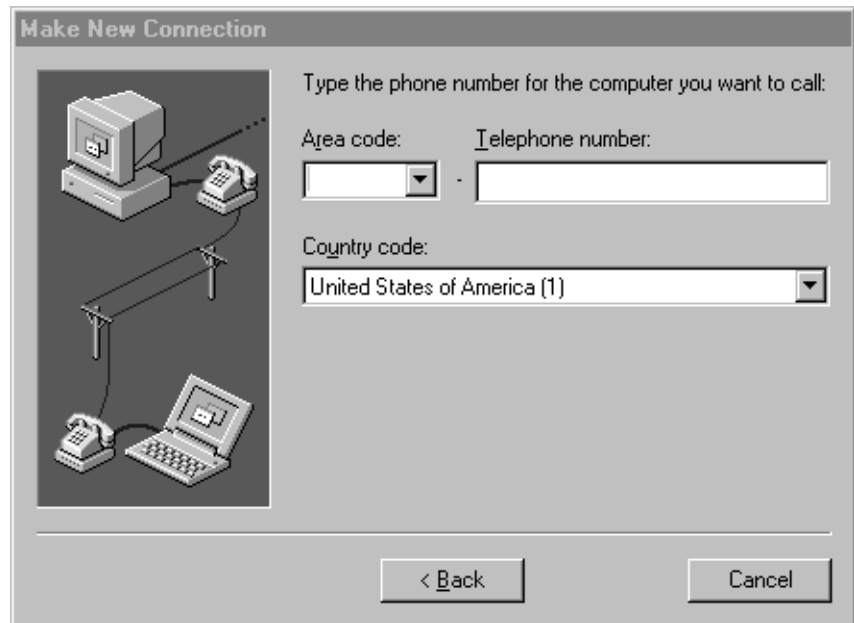 Make New Connection
Type the phone number for the computer you want to call:
Area code: Telephone number:
-
Country code:
United States of America (1)
< Back Cancel